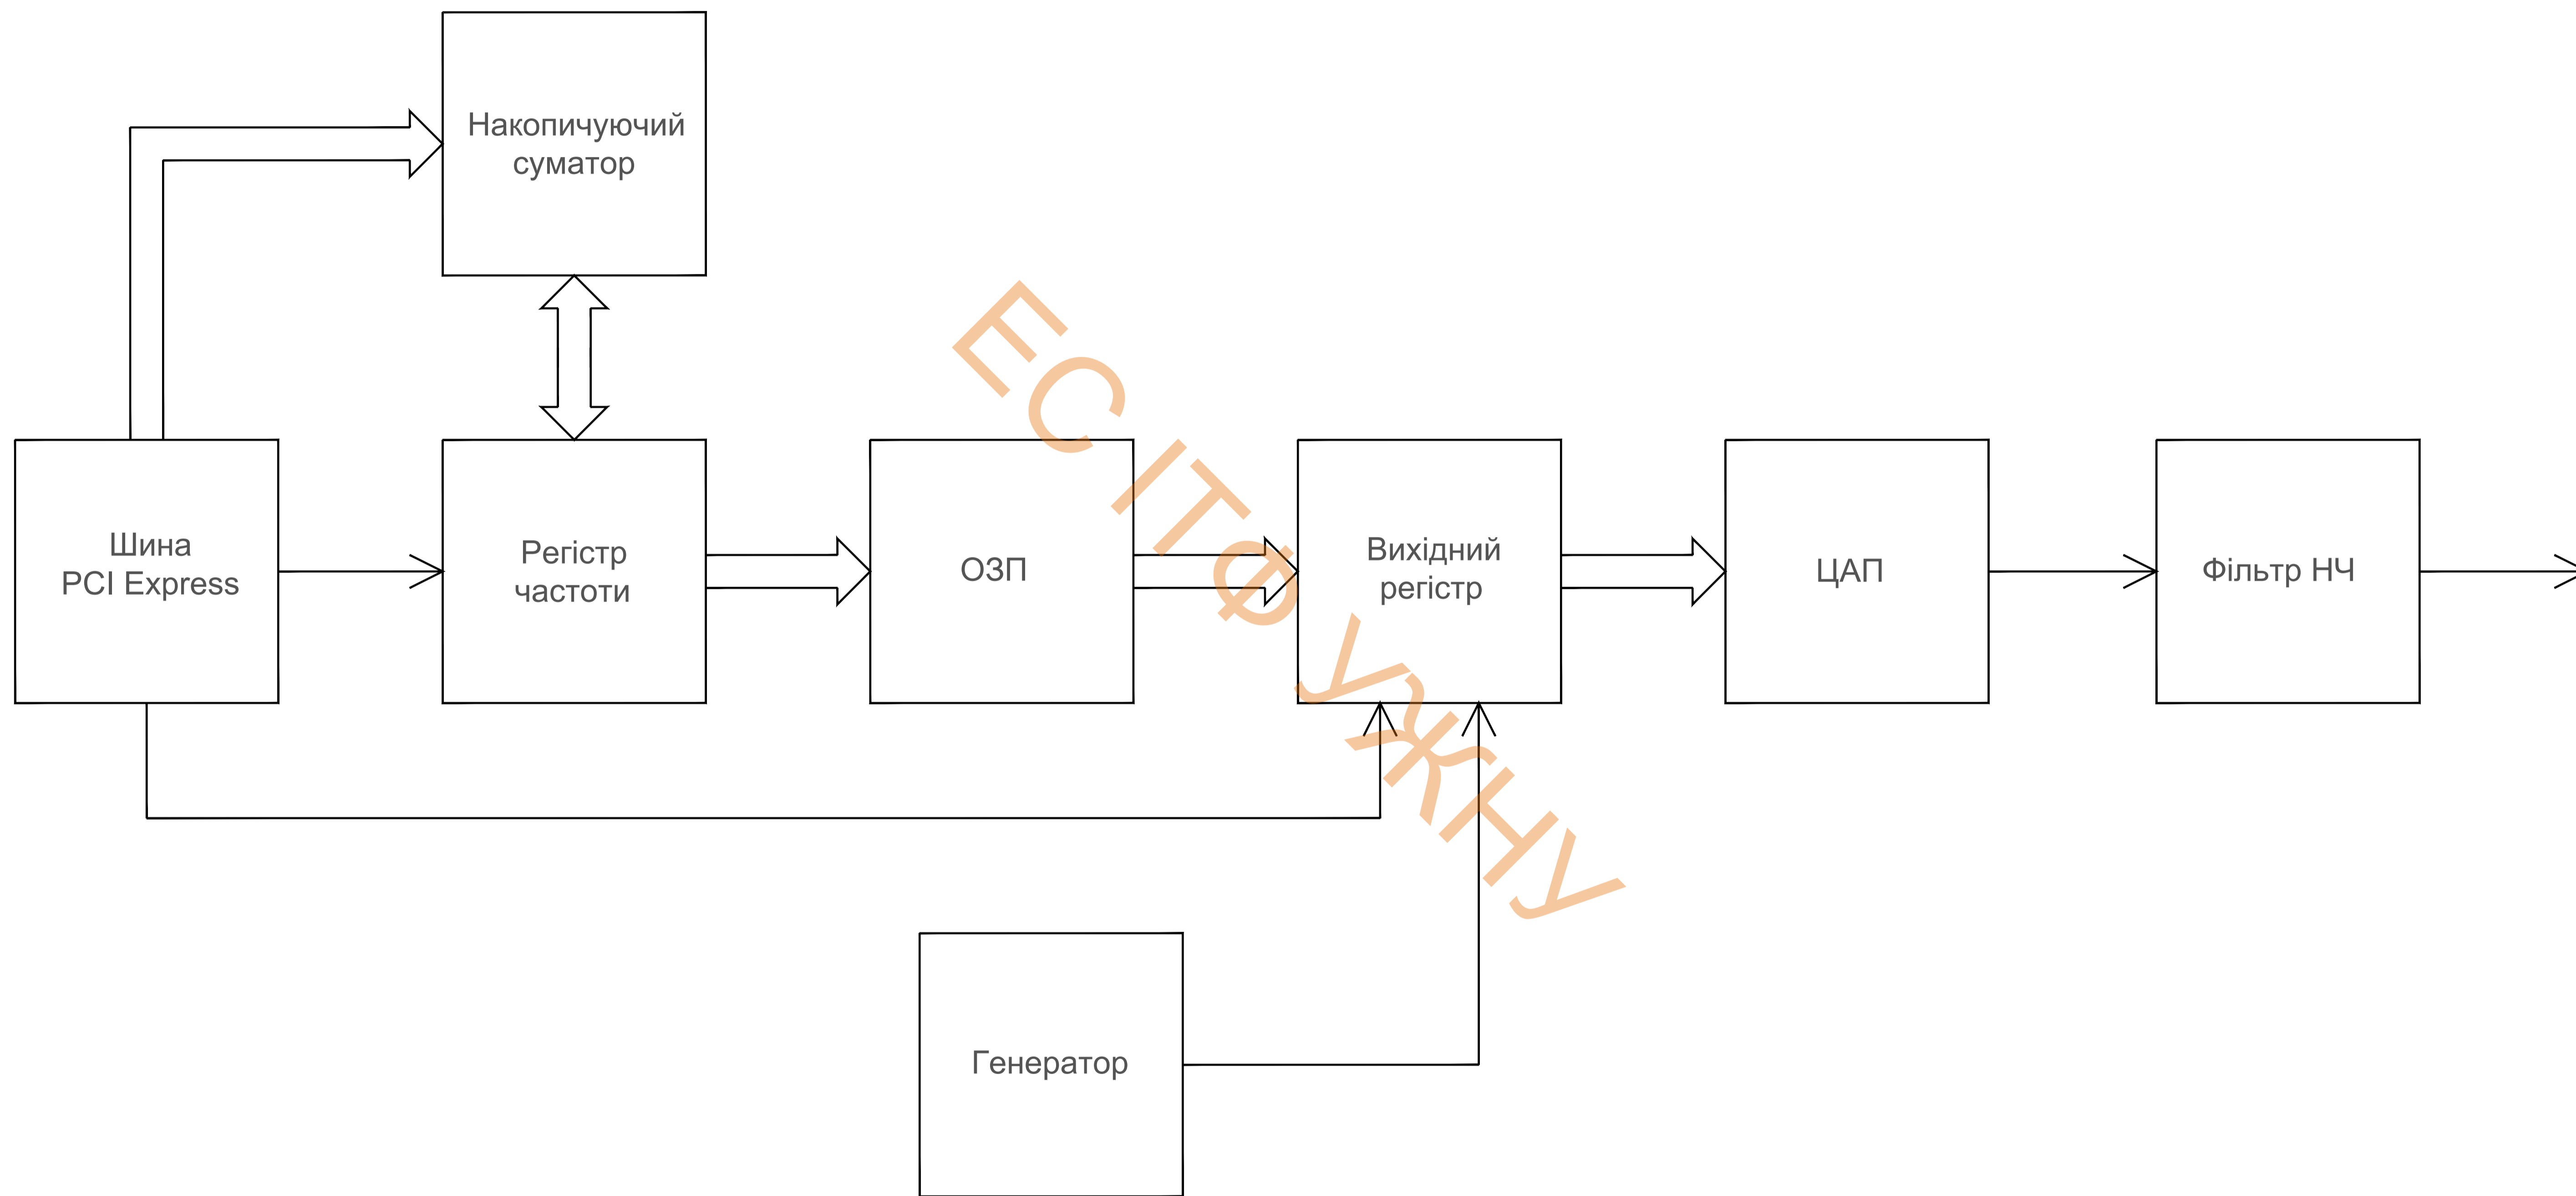 Накопичуючий
суматор
Шина
PCI Express
Регістр
частоти
ОЗП
Вихідний
регістр
ЦАП
Фільтр НЧ
Генератор
ЕС ІТФ УЖНУ